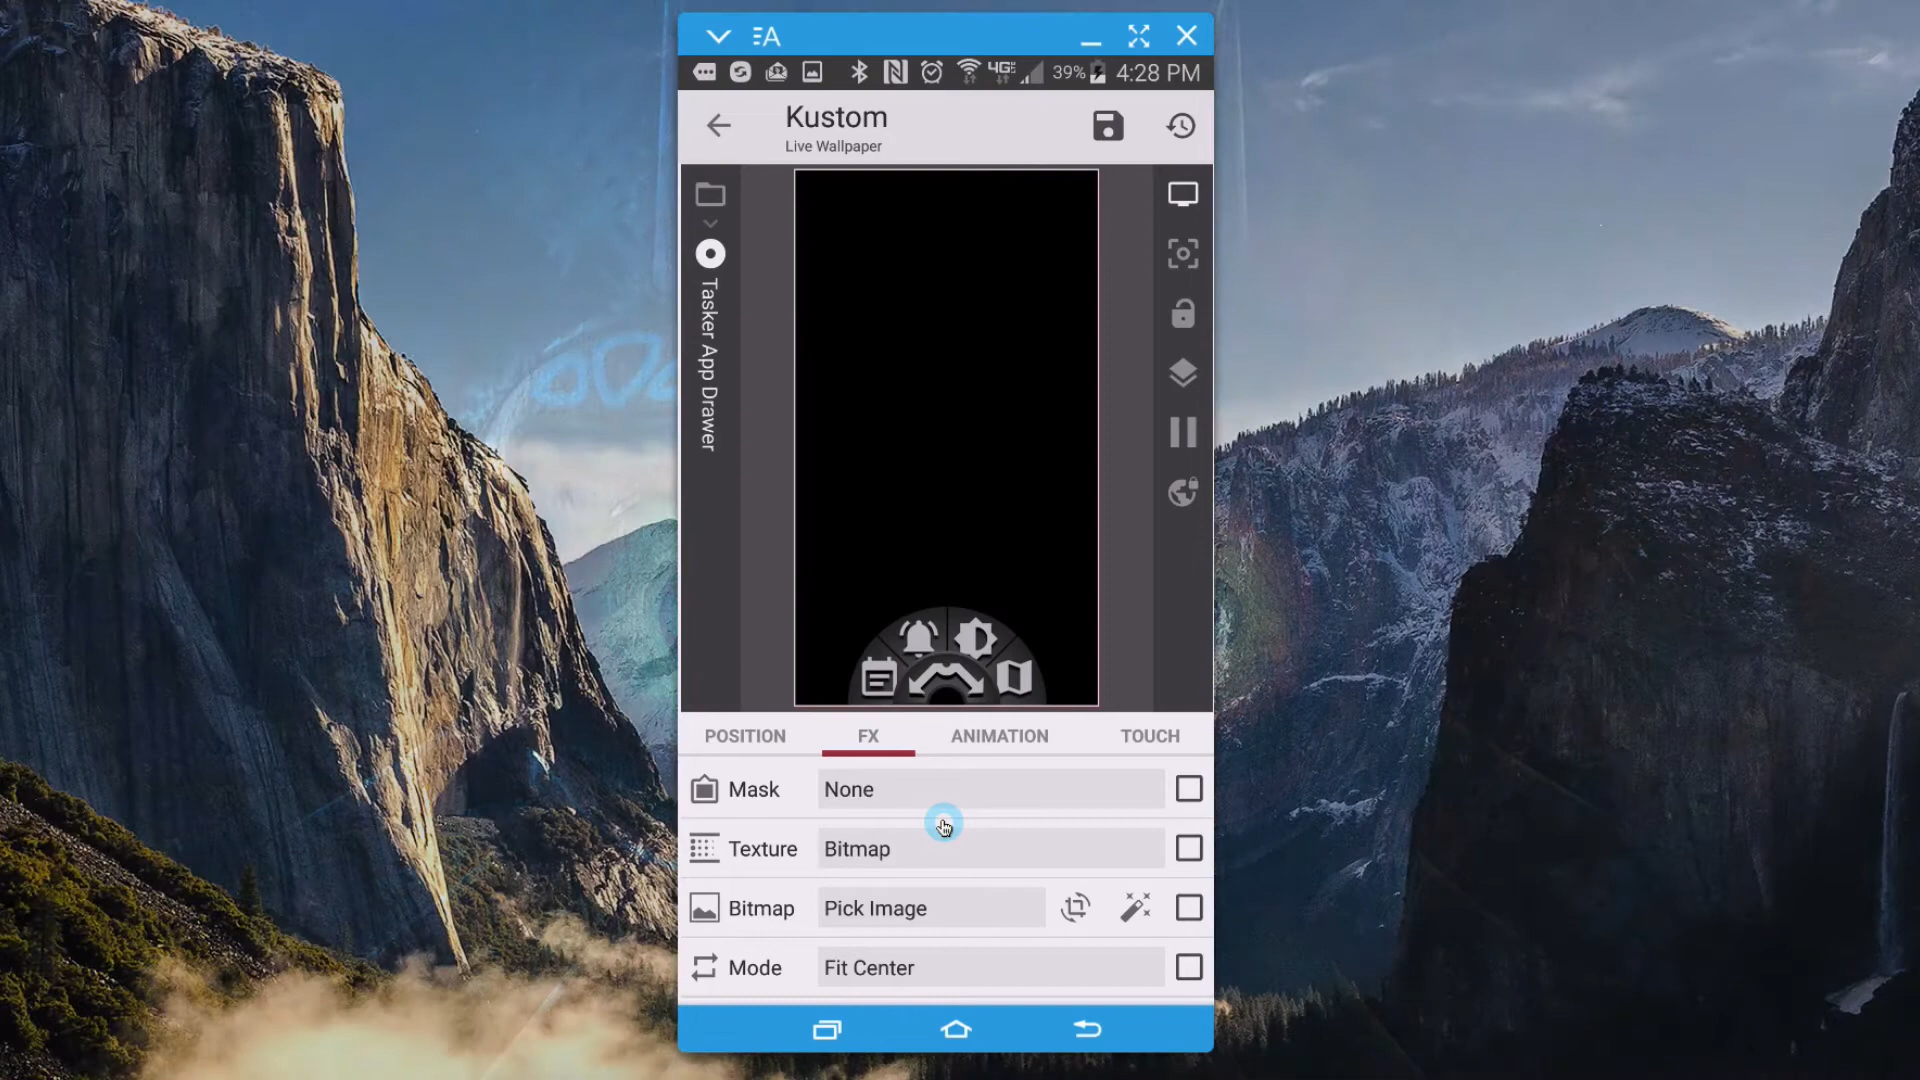 39% 4:28 PM
Kustom
Live Wallpaper
Tasker App Drawer
POSITION FX ANIMATION TOUCH
Mask None
Texture Bitmap
Bitmap Pick Image
Mode Fit Center